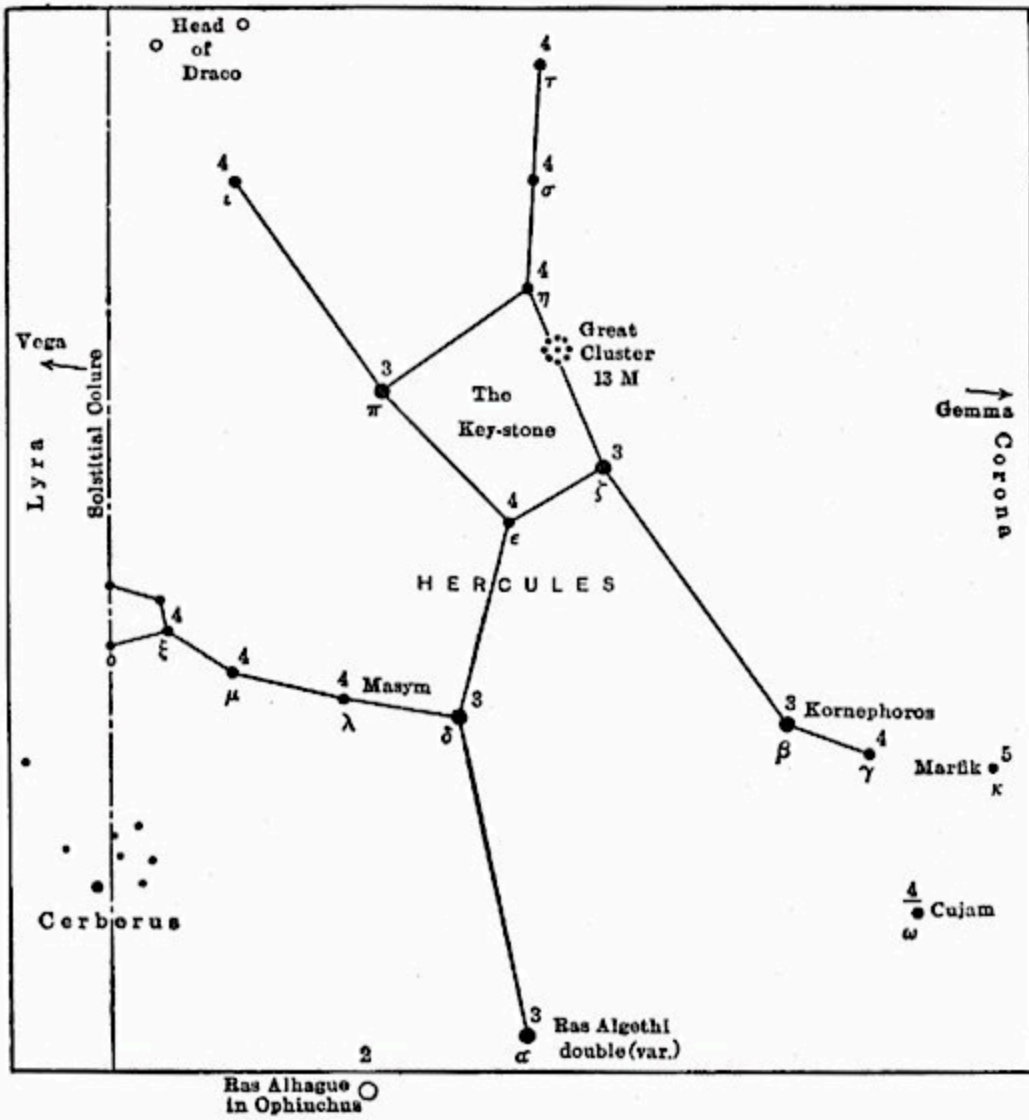 Head
of
Draco
4
τ
4
ι
4
σ
4
η
Great
Cluster
13 M
Vega
Solstitial Colure
Lyra
3
π
The
Key-stone
Gemma
Corona
3
ζ
4
ε
HERCULES
4
ξ
o
4
μ
4
Masym
λ
3
δ
3
Kornephoros
β
4
γ
Marfik
5
κ
Cerberus
4
Cujam
ω
3
Ras Algethi
α
double (var.)
2
Ras Alhague
in Ophiuchus